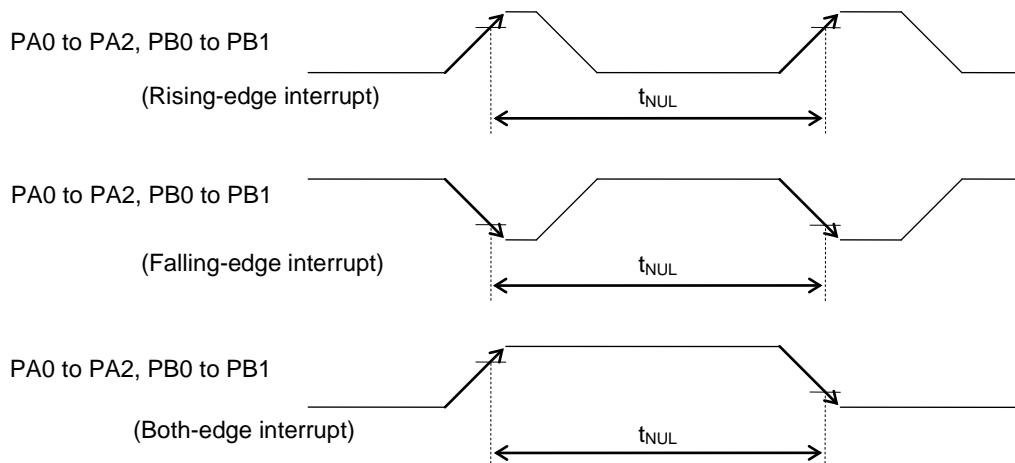 PA0 to PA2, PB0 to PB1
(Rising-edge interrupt)
tNUL
PA0 to PA2, PB0 to PB1
(Falling-edge interrupt)
tNUL
PA0 to PA2, PB0 to PB1
(Both-edge interrupt)
tNUL